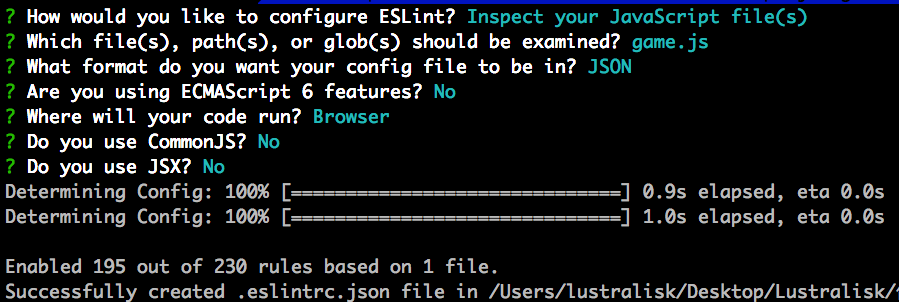 ? How would you like to configure ESLint? Inspect your JavaScript file(s)
? Which file(s), path(s), or glob(s) should be examined? game.js
? What format do you want your config file to be in? JSON
? Are you using ECMAScript 6 features? No
? Where will your code run? Browser
? Do you use CommonJS? No
? Do you use JSX? No
Determining Config: 100% [==============================] 0.9s elapsed, eta 0.0s
Determining Config: 100% [==============================] 1.0s elapsed, eta 0.0s
Enabled 195 out of 230 rules based on 1 file.
Successfully created .eslintrc.json file in /Users/lustralisk/Desktop/Lustralisk/